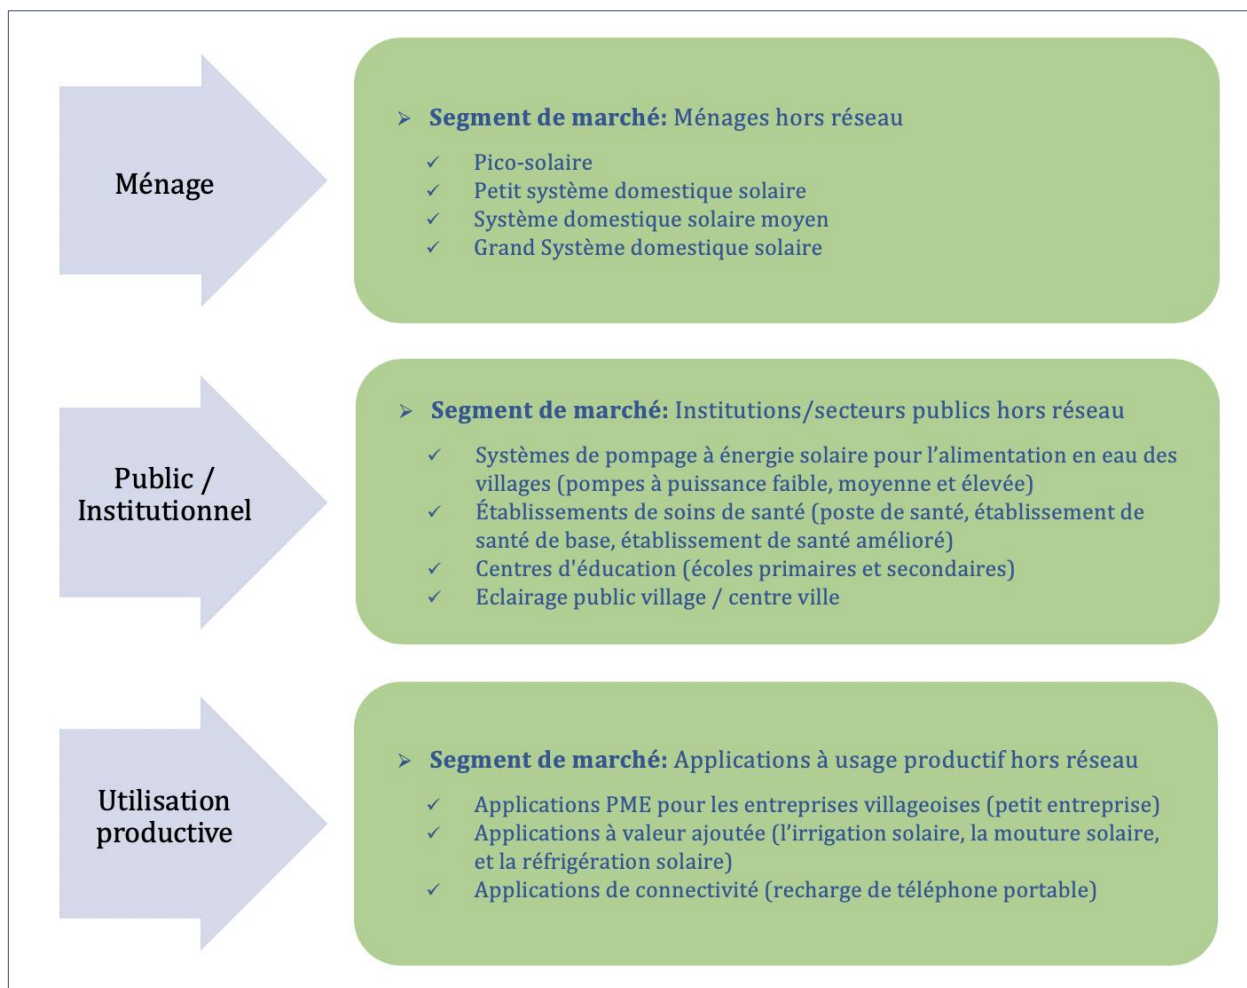 Ménage
➢ Segment de marché: Ménages hors réseau
✓ Pico-solaire
✓ Petit système domestique solaire
✓ Système domestique solaire moyen
✓ Grand Système domestique solaire
Public /
Institutionnel
➢ Segment de marché: Institutions/secteurs publics hors réseau
✓ Systèmes de pompage à énergie solaire pour l’alimentation en eau des
villages (pompes à puissance faible, moyenne et élevée)
✓ Établissements de soins de santé (poste de santé, établissement de
santé de base, établissement de santé amélioré)
✓ Centres d'éducation (écoles primaires et secondaires)
✓ Eclairage public village / centre ville
Utilisation
productive
➢ Segment de marché: Applications à usage productif hors réseau
✓ Applications PME pour les entreprises villageoises (petit entreprise)
✓ Applications à valeur ajoutée (l’irrigation solaire, la mouture solaire,
et la réfrigération solaire)
✓ Applications de connectivité (recharge de téléphone portable)